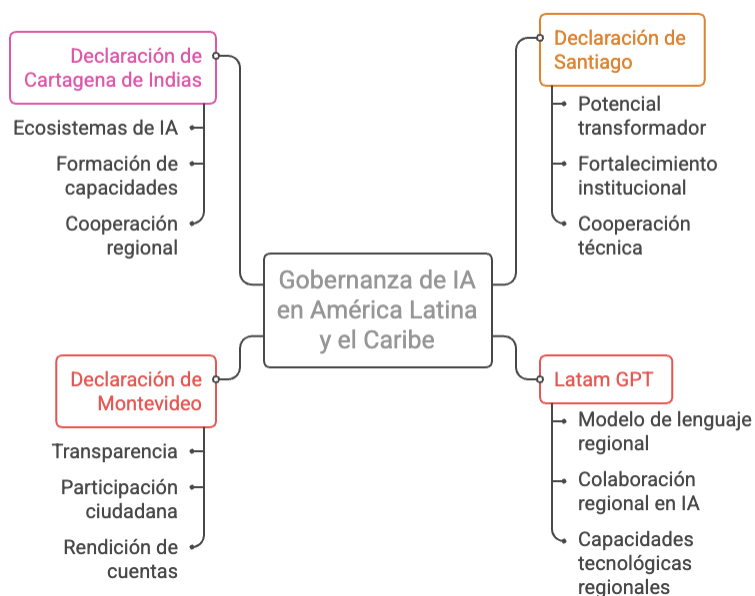 Declaración de
Cartagena de Indias
Ecosistemas de IA
Formación de
capacidades
Cooperación
regional
Declaración de
Santiago
Potencial
transformador
Fortalecimiento
institucional
Cooperación
técnica
Gobernanza de IA
en América Latina
y el Caribe
Declaración de
Montevideo
Transparencia
Participación
ciudadana
Rendición de
cuentas
Latam GPT
Modelo de lenguaje
regional
Colaboración
regional en IA
Capacidades
tecnológicas
regionales